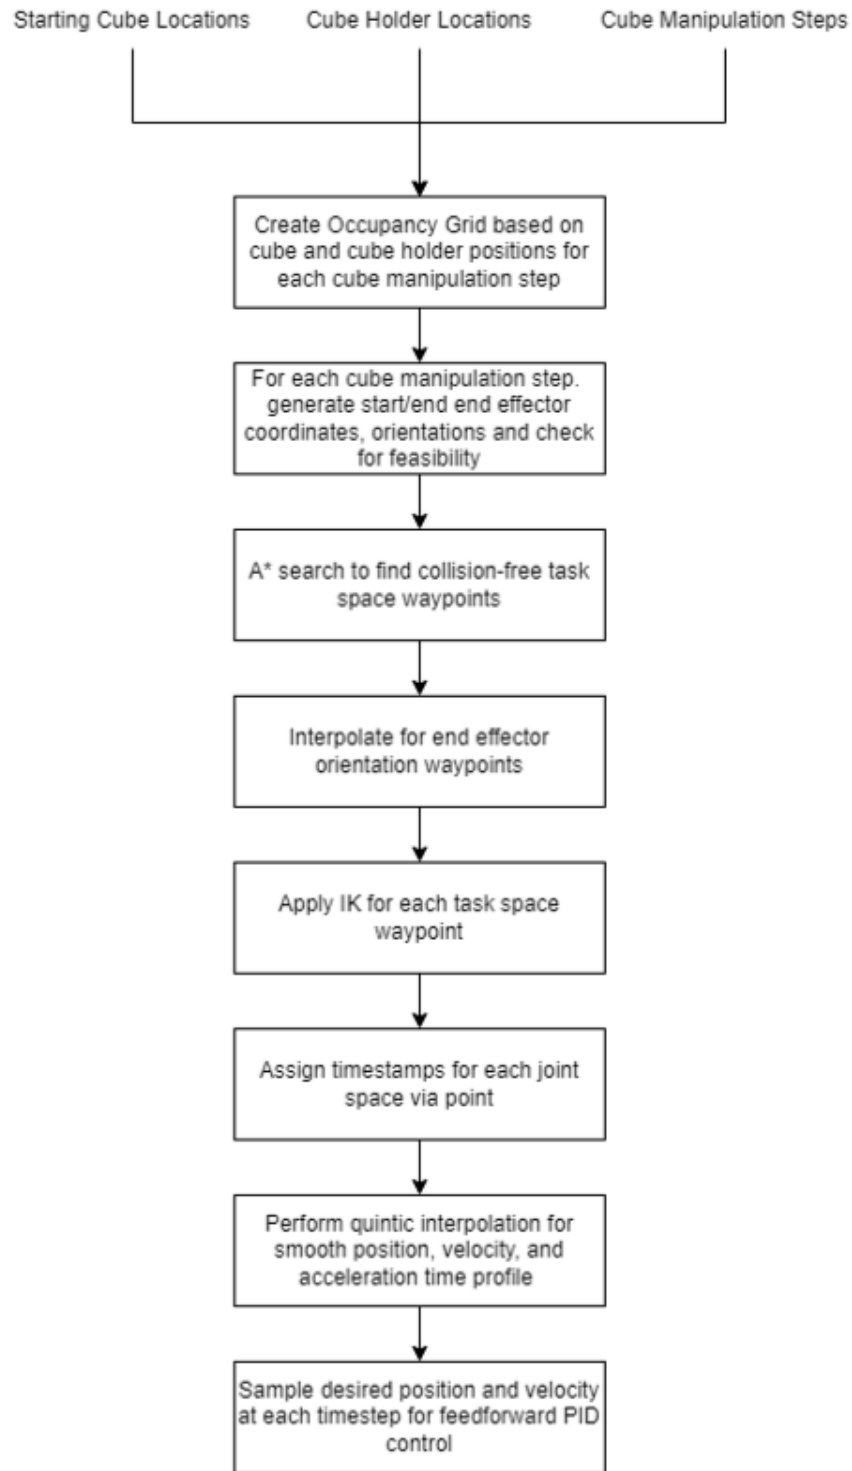 Starting Cube Locations
Cube Holder Locations
Cube Manipulation Steps
Create Occupancy Grid based on
cube and cube holder positions for
each cube manipulation step
For each cube manipulation step.
generate start/end end effector
coordinates, orientations and check
for feasibility
A* search to find collision-free task
space waypoints
Interpolate for end effector
orientation waypoints
Apply IK for each task space
waypoint
Assign timestamps for each joint
space via point
Perform quintic interpolation for
smooth position, velocity, and
acceleration time profile
Sample desired position and velocity
at each timestep for feedforward PID
control